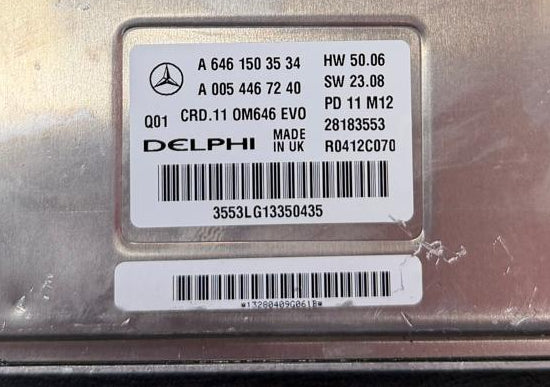 A 646 150 35 34 HW 50.06
A 005 446 72 40 SW 23.08
Q01 CRD.11 OM646 EVO PD 11 M12
DELPHI MADE IN UK 28183553
R0412C070
3553LG13350435
*13280409G061B*